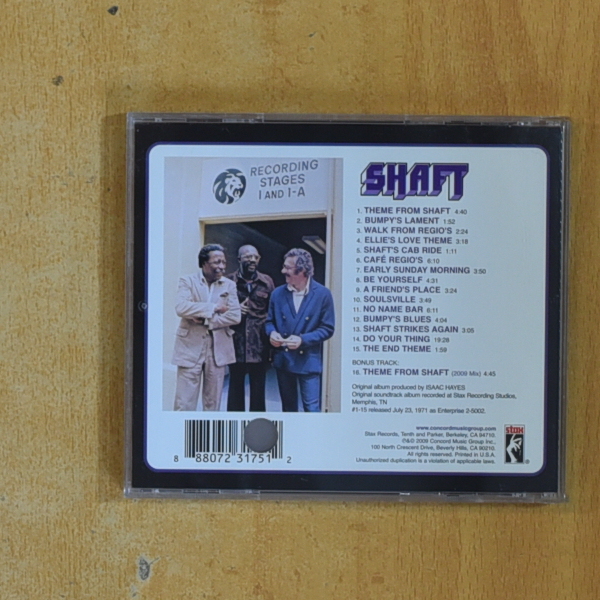 RECORDING
STAGES
I AND I-A
SHAFT
1. THEME FROM SHAFT 4:40
2. BUMPY'S LAMENT 1:52
3. WALK FROM REGIO'S 2:24
4. ELLIE'S LOVE THEME 3:18
5. SHAFT'S CAB RIDE 1:11
6. CAFÉ REGIO'S 6:10
7. EARLY SUNDAY MORNING 3:50
8. BE YOURSELF 4:31
9. A FRIEND'S PLACE 3:24
10. SOULSVILLE 3:49
11. NO NAME BAR 6:11
12. BUMPY'S BLUES 4:04
13. SHAFT STRIKES AGAIN 3:05
14. DO YOUR THING 19:28
15. THE END THEME 1:59
BONUS TRACK:
16. THEME FROM SHAFT (2009 Mix) 4:45
Original album produced by ISAAC HAYES
Original soundtrack album recorded at Stax Recording Studios,
Memphis, TN
#1-15 released July 23, 1971 as Enterprise 2-5002.
www.concordmusicgroup.com
Stax Records, Tenth and Parker, Berkeley, CA 94710.
℗&© 2009 Concord Music Group Inc.,
100 North Crescent Drive, Beverly Hills, CA 90210.
All rights reserved. Printed in U.S.A.
Unauthorized duplication is a violation of applicable laws.
stax
8 88072 31751 2